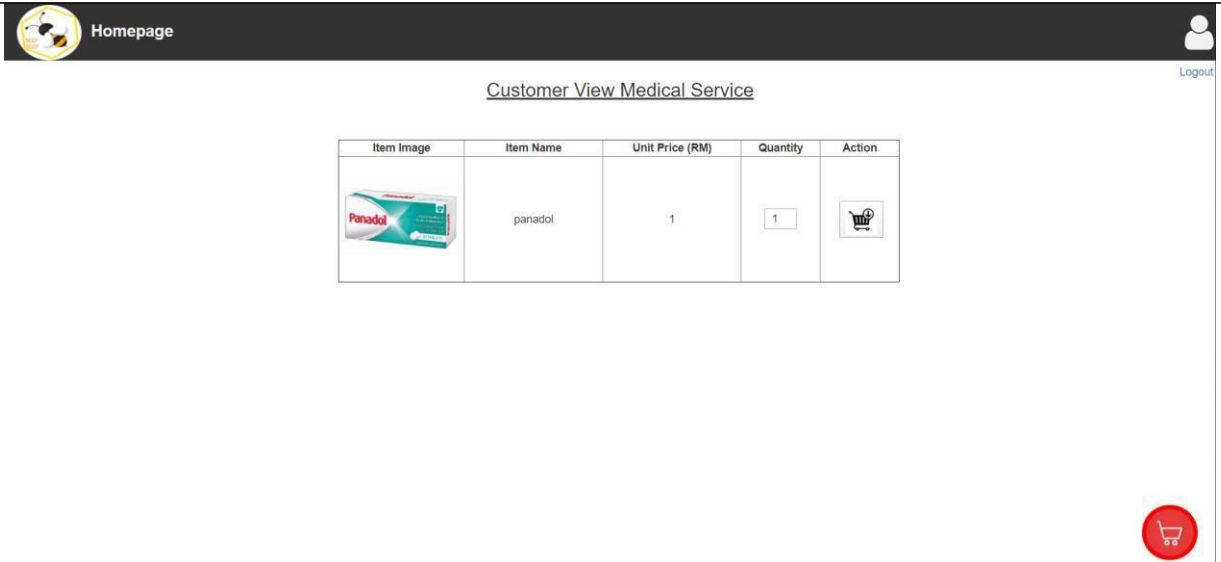 Homepage
Logout
Customer View Medical Service
Item Image Item Name Unit Price (RM) Quantity Action
Panadol
panadol 1 1